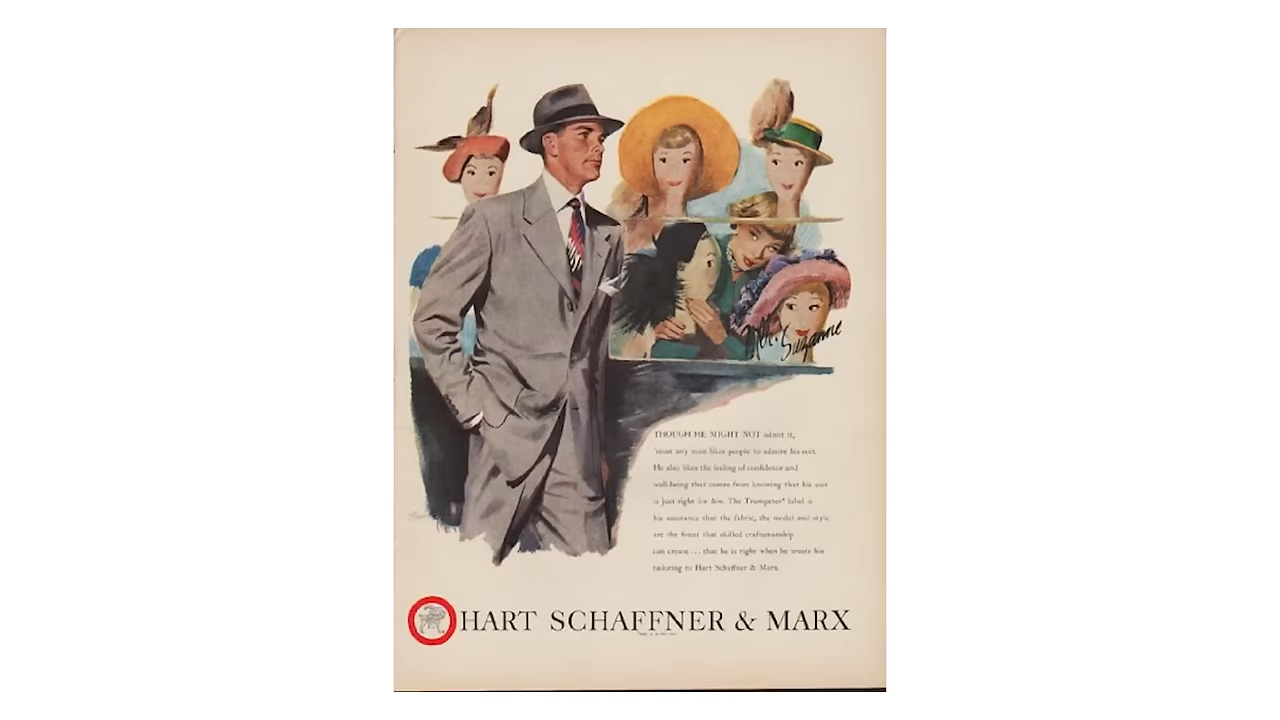 Mlle. Suzanne
THOUGH HE MIGHT NOT admit it,
'most any man likes people to admire his suit.
He also likes the feeling of confidence and
well-being that comes from knowing that his suit
is just right for him. The Trumpeter* label is
his assurance that the fabric, the model and style
are the finest that skilled craftsmanship
can create . . . that he is right when he trusts his
tailoring to Hart Schaffner & Marx.
HART SCHAFFNER & MARX